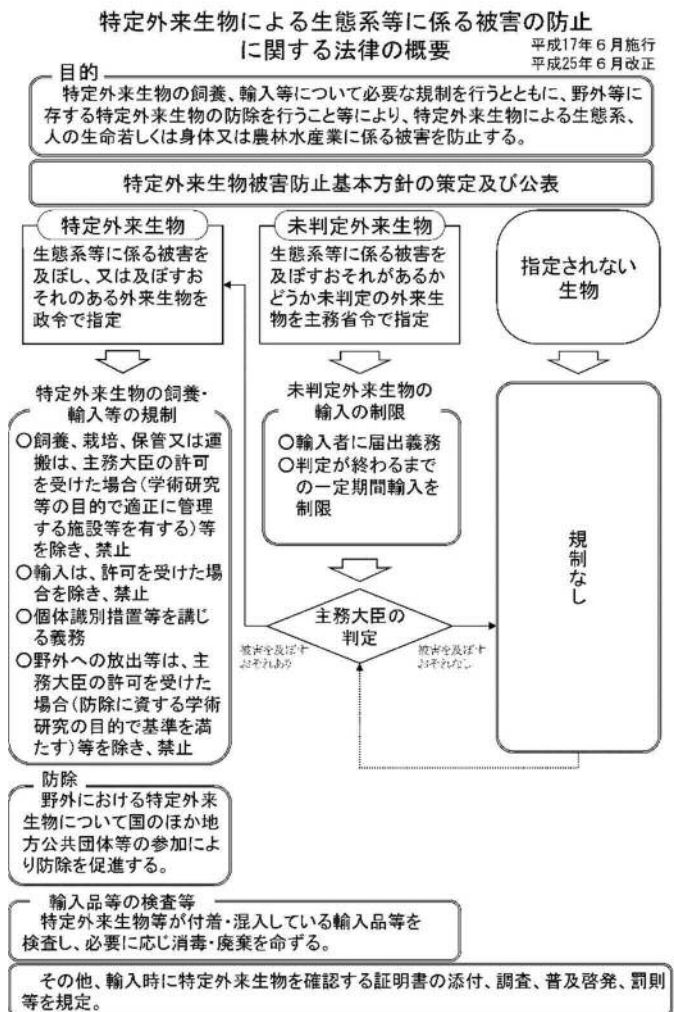 特定外来生物による生態系等に係る被害の防止
に関する法律の概要
平成17年６月施行
平成25年６月改正
目的
特定外来生物の飼養、輸入等について必要な規制を行うとともに、野外等に
存する特定外来生物の防除を行うこと等により、特定外来生物による生態系、
人の生命若しくは身体又は農林水産業に係る被害を防止する。
特定外来生物被害防止基本方針の策定及び公表
特定外来生物
生態系等に係る被害を
及ぼし、又は及ぼすお
それのある外来生物を
政令で指定
特定外来生物の飼養・
輸入等の規制
○飼養、栽培、保管又は運
搬は、主務大臣の許可
を受けた場合（学術研究
等の目的で適正に管理
する施設等を有する）等
を除き、禁止
○輸入は、許可を受けた場
合を除き、禁止
○個体識別措置等を講じ
る義務
○野外への放出等は、主
務大臣の許可を受けた
場合（防除に資する学術
研究の目的で基準を満
たす）等を除き、禁止
未判定外来生物
生態系等に係る被害を
及ぼすおそれがあるか
どうか未判定の外来生
物を主務省令で指定
未判定外来生物の
輸入の制限
○輸入者に届出義務
○判定が終わるまで
の一定期間輸入を
制限
主務大臣の
判定
被害を及ぼす
おそれあり
被害を及ぼす
おそれなし
指定されない
生物
規制なし
防除
野外における特定外来
生物について国のほか地
方公共団体等の参加によ
り防除を促進する。
輸入品等の検査等
特定外来生物等が付着・混入している輸入品等を
検査し、必要に応じ消毒・廃棄を命ずる。
その他、輸入時に特定外来生物を確認する証明書の添付、調査、普及啓発、罰則
等を規定。